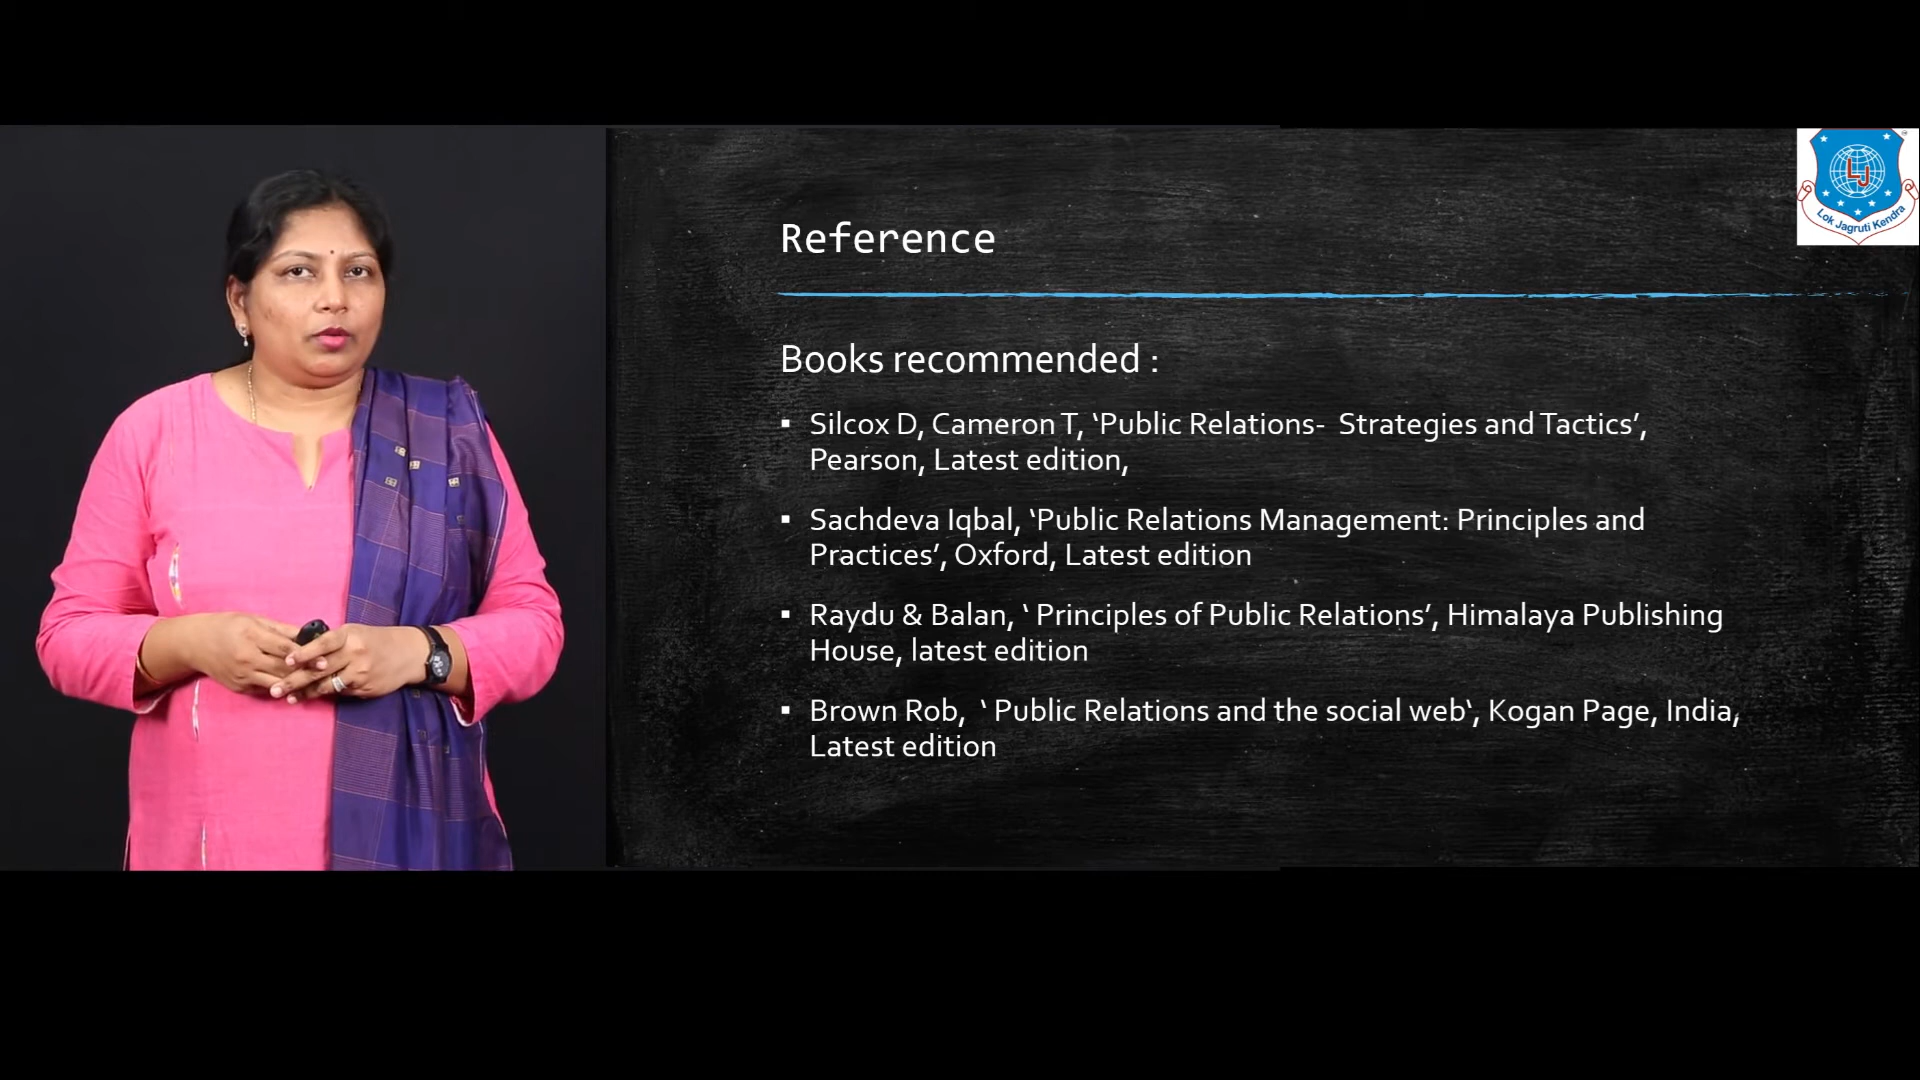 Reference
Books recommended :
▪ Silcox D, Cameron T, ‘Public Relations-  Strategies and Tactics’,
Pearson, Latest edition,
▪ Sachdeva Iqbal, ‘Public Relations Management: Principles and
Practices’, Oxford, Latest edition
▪ Raydu & Balan, ‘ Principles of Public Relations’, Himalaya Publishing
House, latest edition
▪ Brown Rob,  ‘ Public Relations and the social web‘, Kogan Page, India,
Latest edition
LJ
Lok Jagruti Kendra